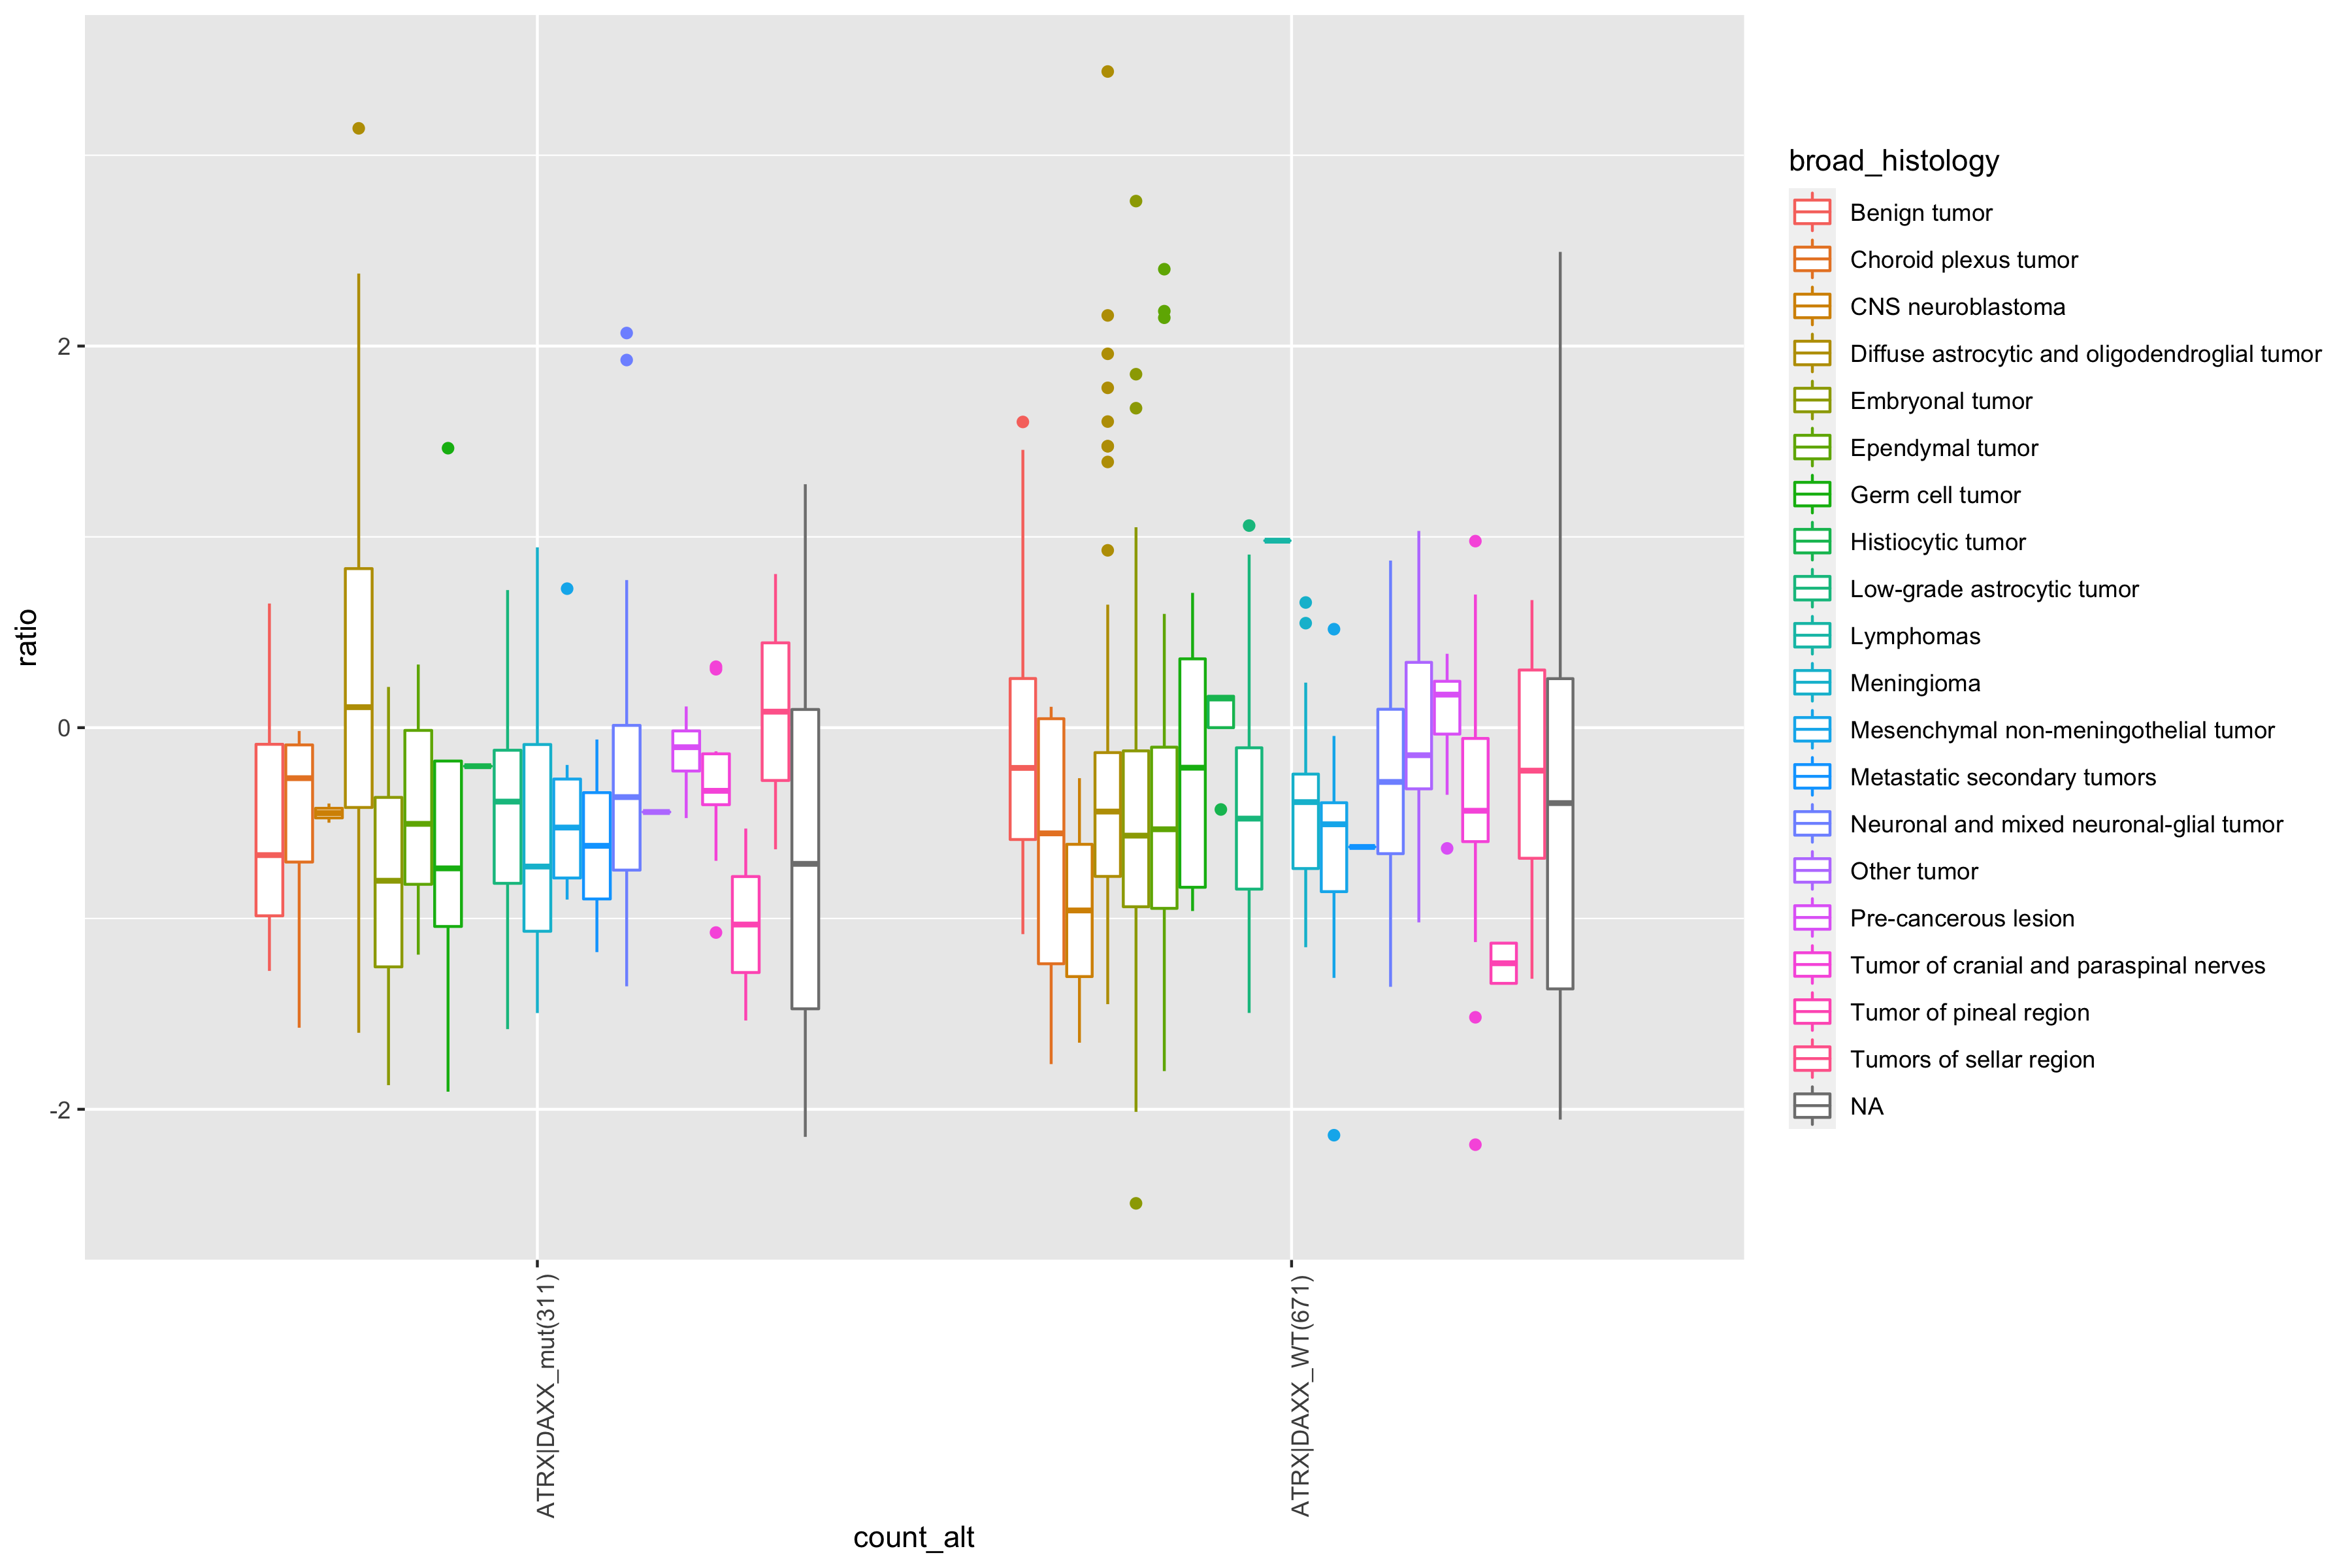 ratio
2
0
-2
ATRX|DAXX_mut(311)
ATRX|DAXX_WT(671)
count_alt
broad_histology
Benign tumor
Choroid plexus tumor
CNS neuroblastoma
Diffuse astrocytic and oligodendroglial tumor
Embryonal tumor
Ependymal tumor
Germ cell tumor
Histiocytic tumor
Low-grade astrocytic tumor
Lymphomas
Meningioma
Mesenchymal non-meningothelial tumor
Metastatic secondary tumors
Neuronal and mixed neuronal-glial tumor
Other tumor
Pre-cancerous lesion
Tumor of cranial and paraspinal nerves
Tumor of pineal region
Tumors of sellar region
NA